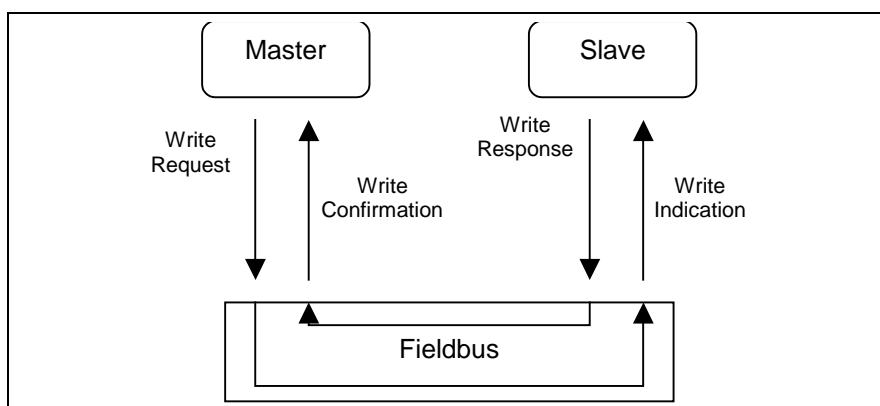 Master
Slave
Write
Request
Write
Confirmation
Write
Response
Write
Indication
Fieldbus